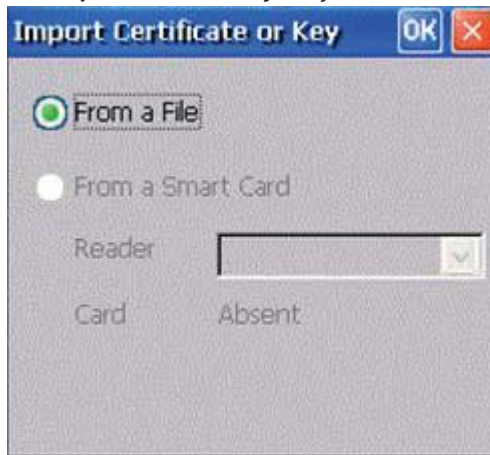 Import Certificate or Key OK
From a File
From a Smart Card
Reader
Card Absent